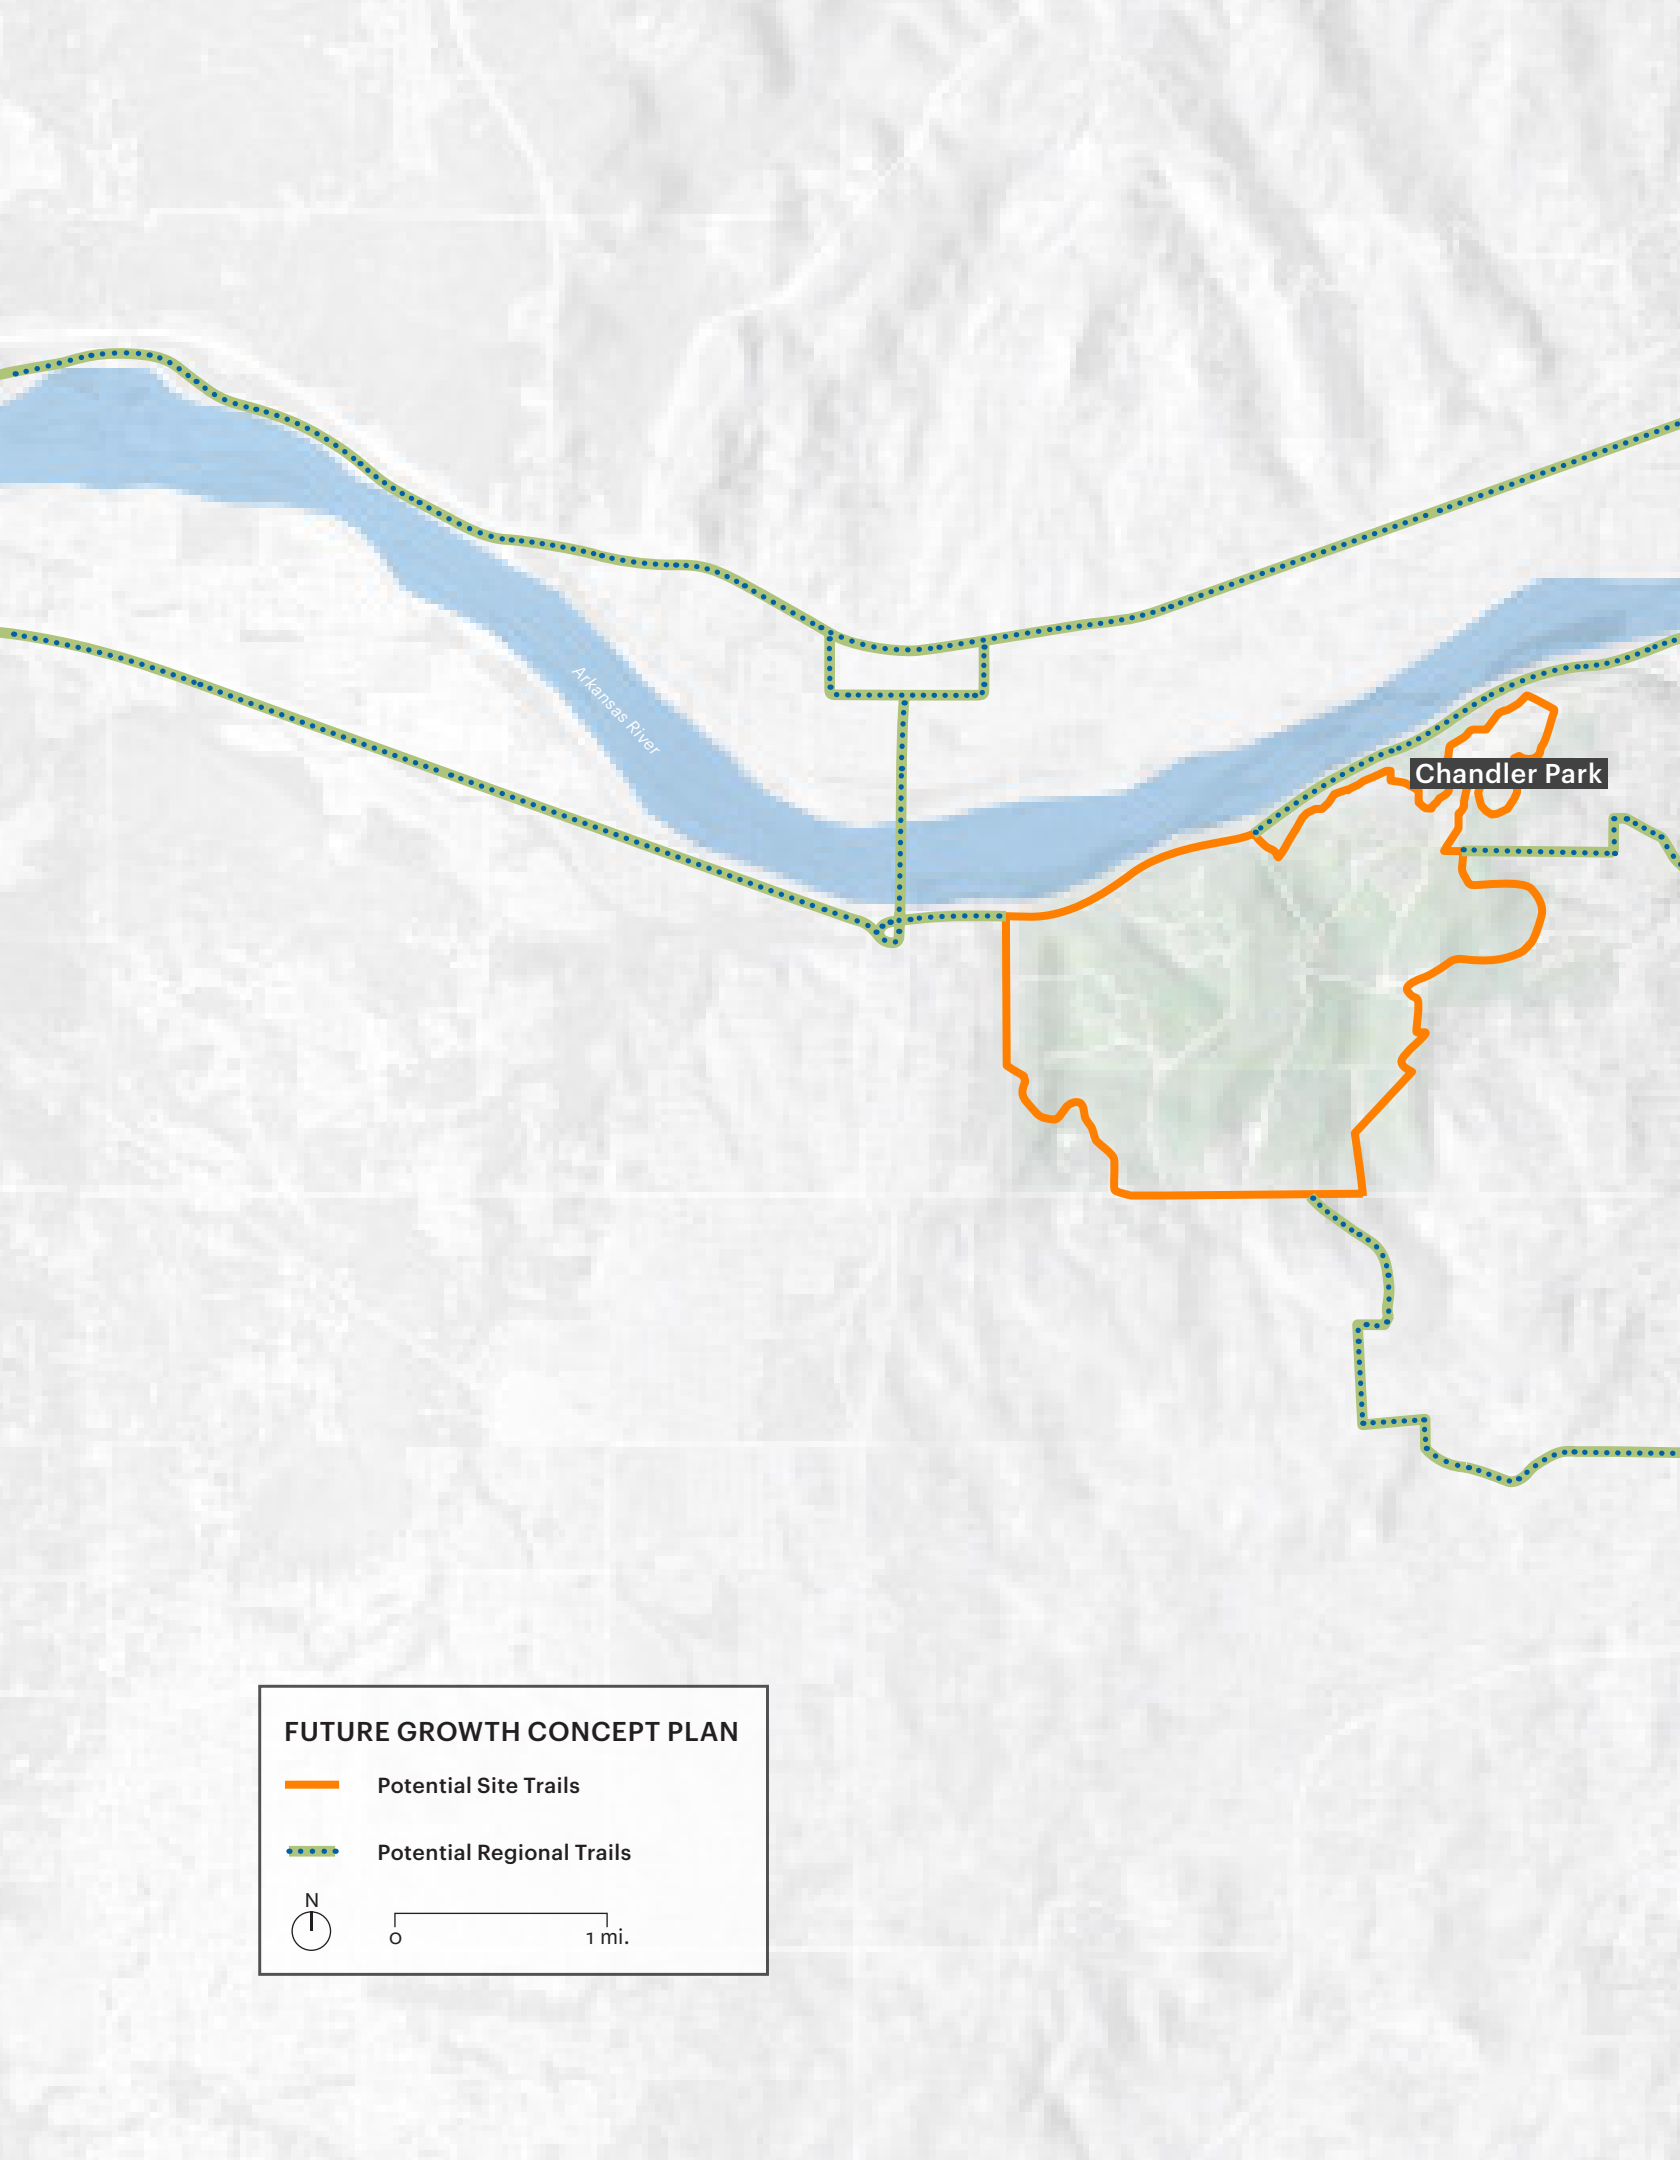 Arkansas River
Chandler Park
FUTURE GROWTH CONCEPT PLAN
Potential Site Trails
Potential Regional Trails
N
0
1 mi.